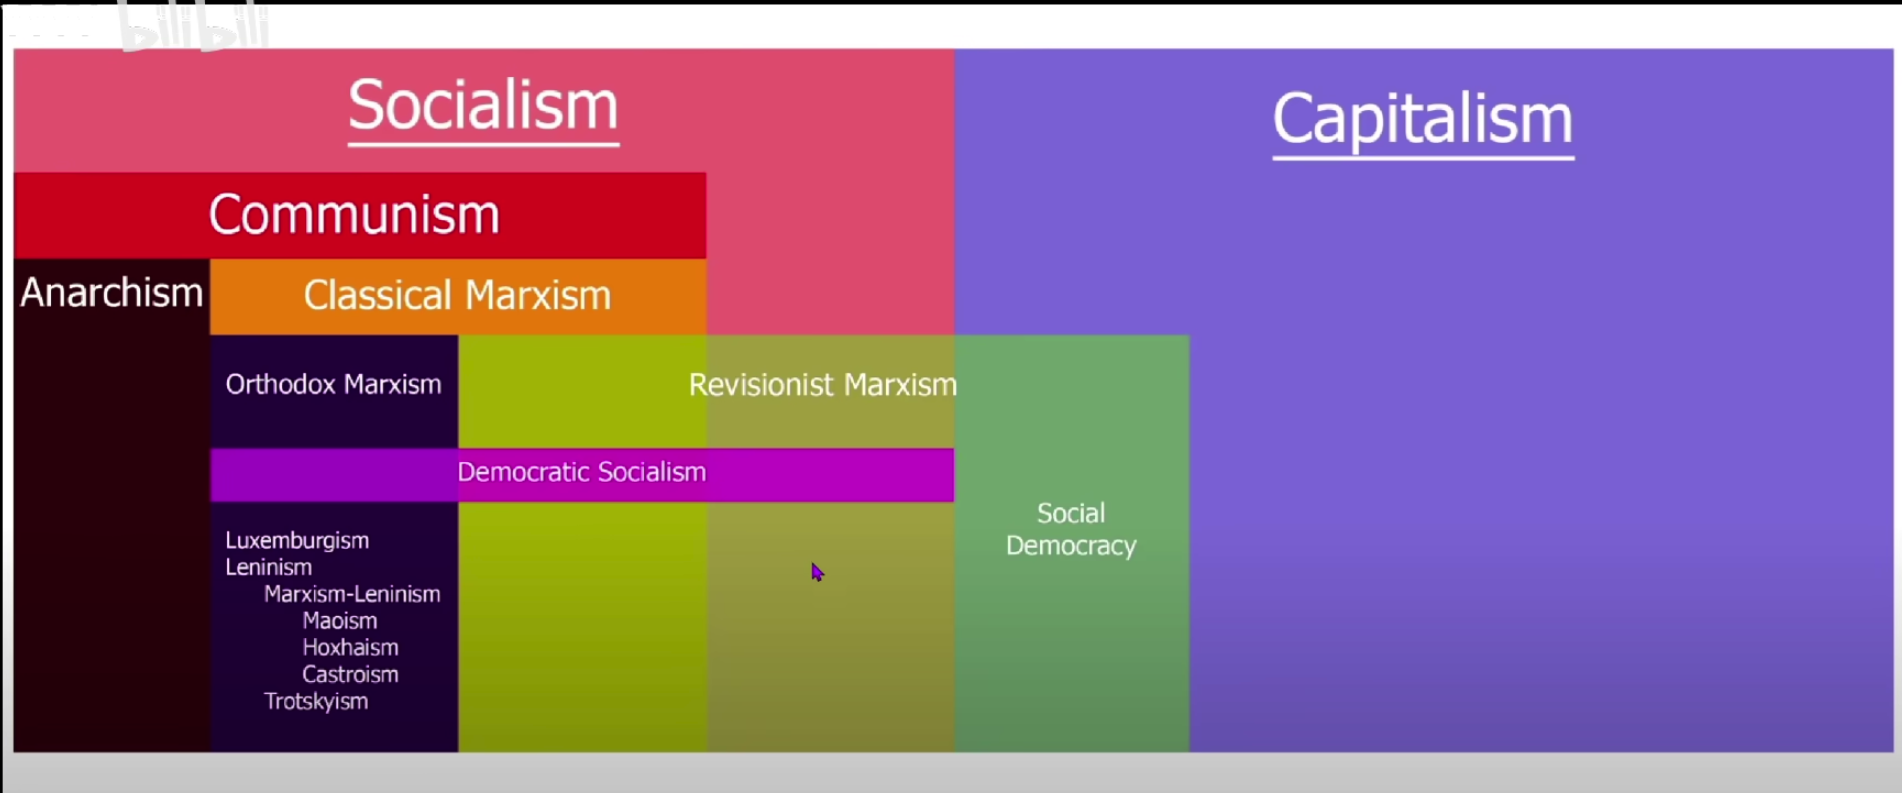 bilibili
Socialism
Capitalism
Communism
Anarchism
Classical Marxism
Orthodox Marxism
Revisionist Marxism
Democratic Socialism
Social
Democracy
Luxemburgism
Leninism
Marxism-Leninism
Maoism
Hoxhaism
Castroism
Trotskyism